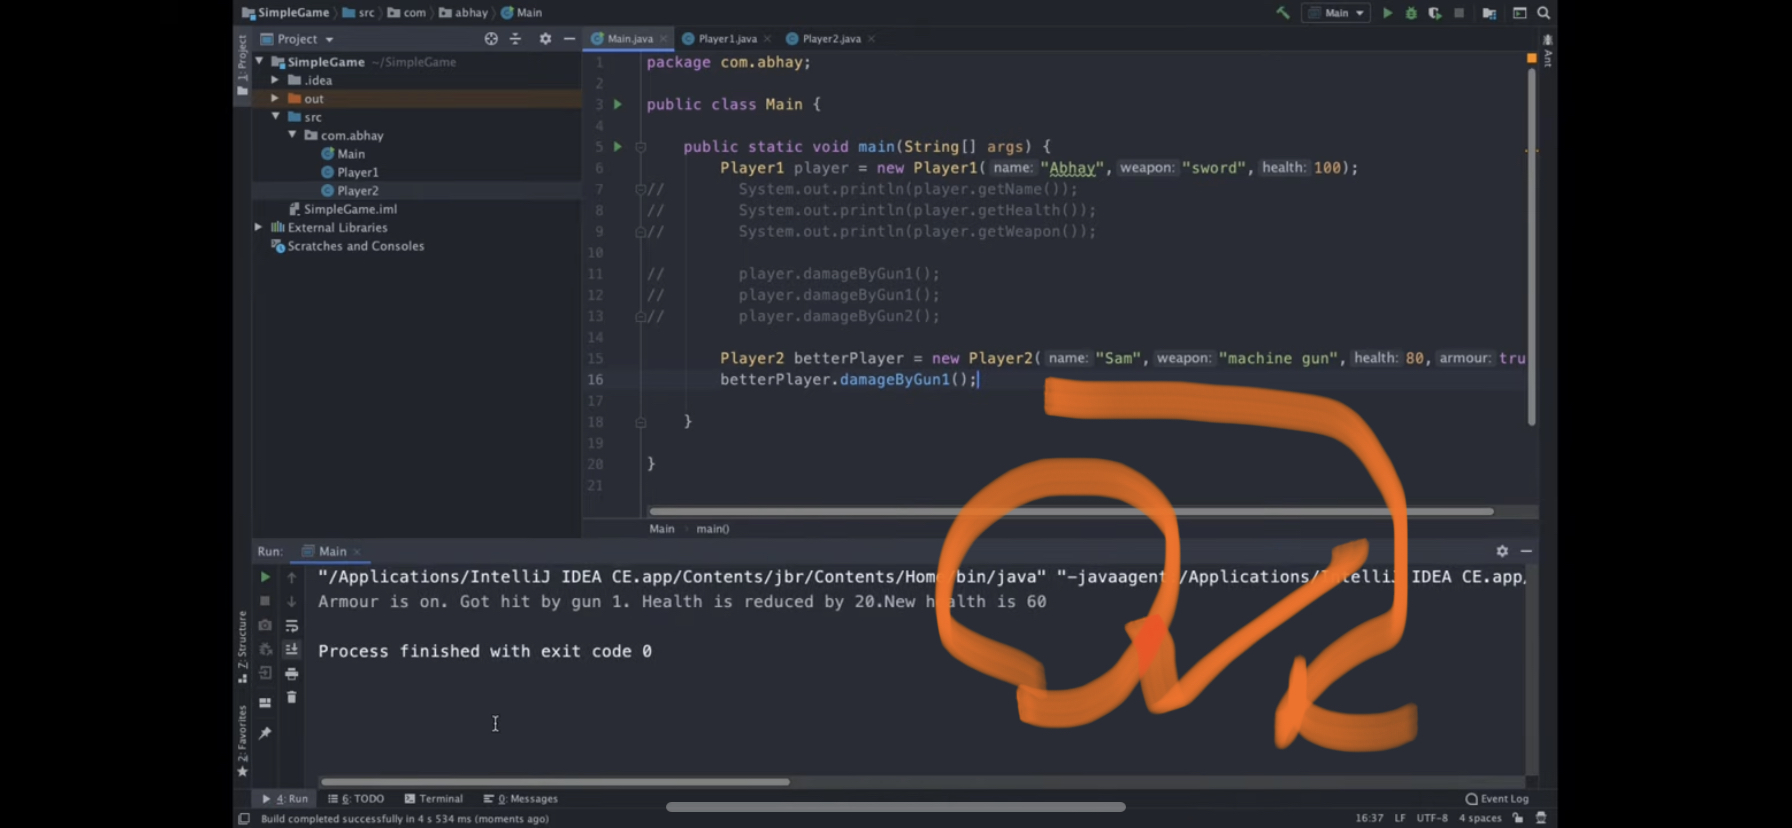 SimpleGame src com abhay Main
Main
1: Project
Project
Main.java Player1.java Player2.java
Ant
SimpleGame ~/SimpleGame
.idea
out
src
com.abhay
Main
Player1
Player2
SimpleGame.iml
External Libraries
Scratches and Consoles
1 package com.abhay;
2
3 public class Main {
4
5 public static void main(String[] args) {
6 Player1 player = new Player1( name: "Abhay", weapon: "sword", health: 100);
7 // System.out.println(player.getName());
8 // System.out.println(player.getHealth());
9 // System.out.println(player.getWeapon());
10
11 // player.damageByGun1();
12 // player.damageByGun1();
13 // player.damageByGun2();
14
15 Player2 betterPlayer = new Player2( name: "Sam", weapon: "machine gun", health: 80, armour: tru
16 betterPlayer.damageByGun1();
17
18 }
19
20 }
21
Main main()
Run: Main
"/Applications/IntelliJ IDEA CE.app/Contents/jbr/Contents/Home/bin/java" "-javaagent /Applications/IntelliJ IDEA CE.app/
Armour is on. Got hit by gun 1. Health is reduced by 20.New health is 60
Process finished with exit code 0
Z: Structure
2: Favorites
4: Run 6: TODO Terminal 0: Messages
Event Log
Build completed successfully in 4 s 534 ms (moments ago)
16:37 LF UTF-8 4 spaces